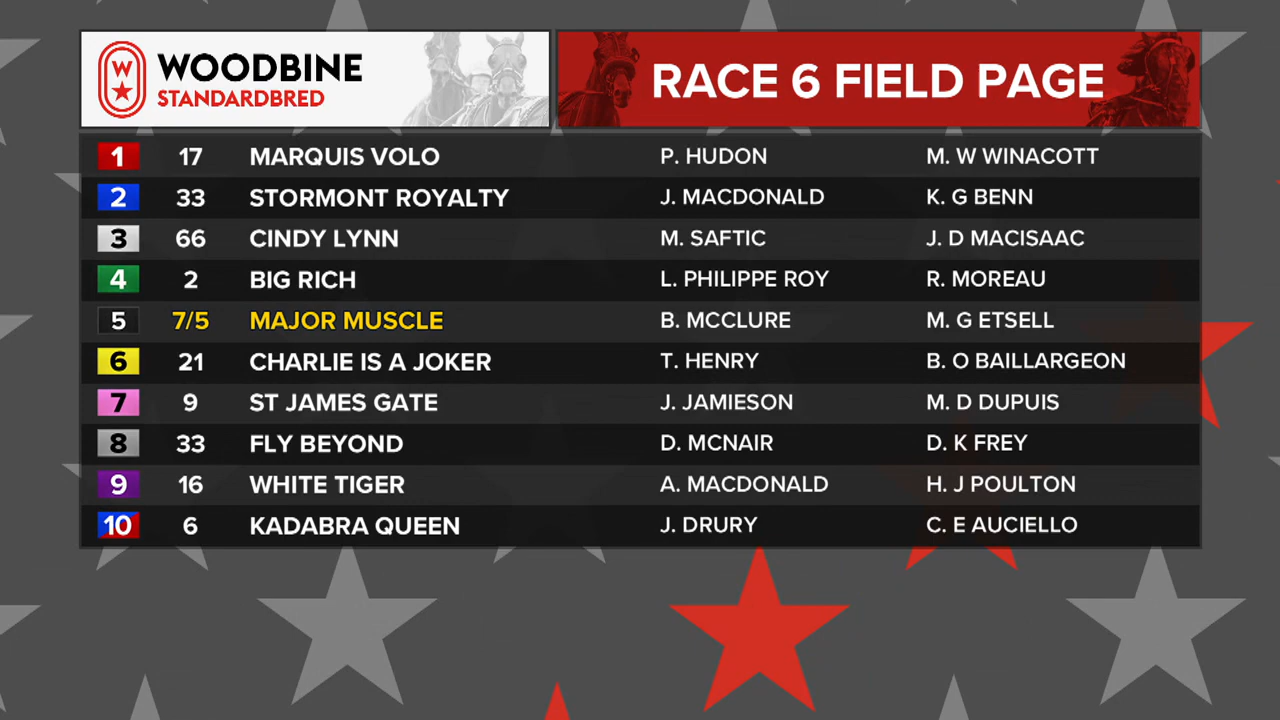 W
WOODBINE
STANDARDBRED
RACE 6 FIELD PAGE
1 17 MARQUIS VOLO P. HUDON M. W WINACOTT
2 33 STORMONT ROYALTY J. MACDONALD K. G BENN
3 66 CINDY LYNN M. SAFTIC J. D MACISAAC
4 2 BIG RICH L. PHILIPPE ROY R. MOREAU
5 7/5 MAJOR MUSCLE B. MCCLURE M. G ETSELL
6 21 CHARLIE IS A JOKER T. HENRY B. O BAILLARGEON
7 9 ST JAMES GATE J. JAMIESON M. D DUPUIS
8 33 FLY BEYOND D. MCNAIR D. K FREY
9 16 WHITE TIGER A. MACDONALD H. J POULTON
10 6 KADABRA QUEEN J. DRURY C. E AUCIELLO